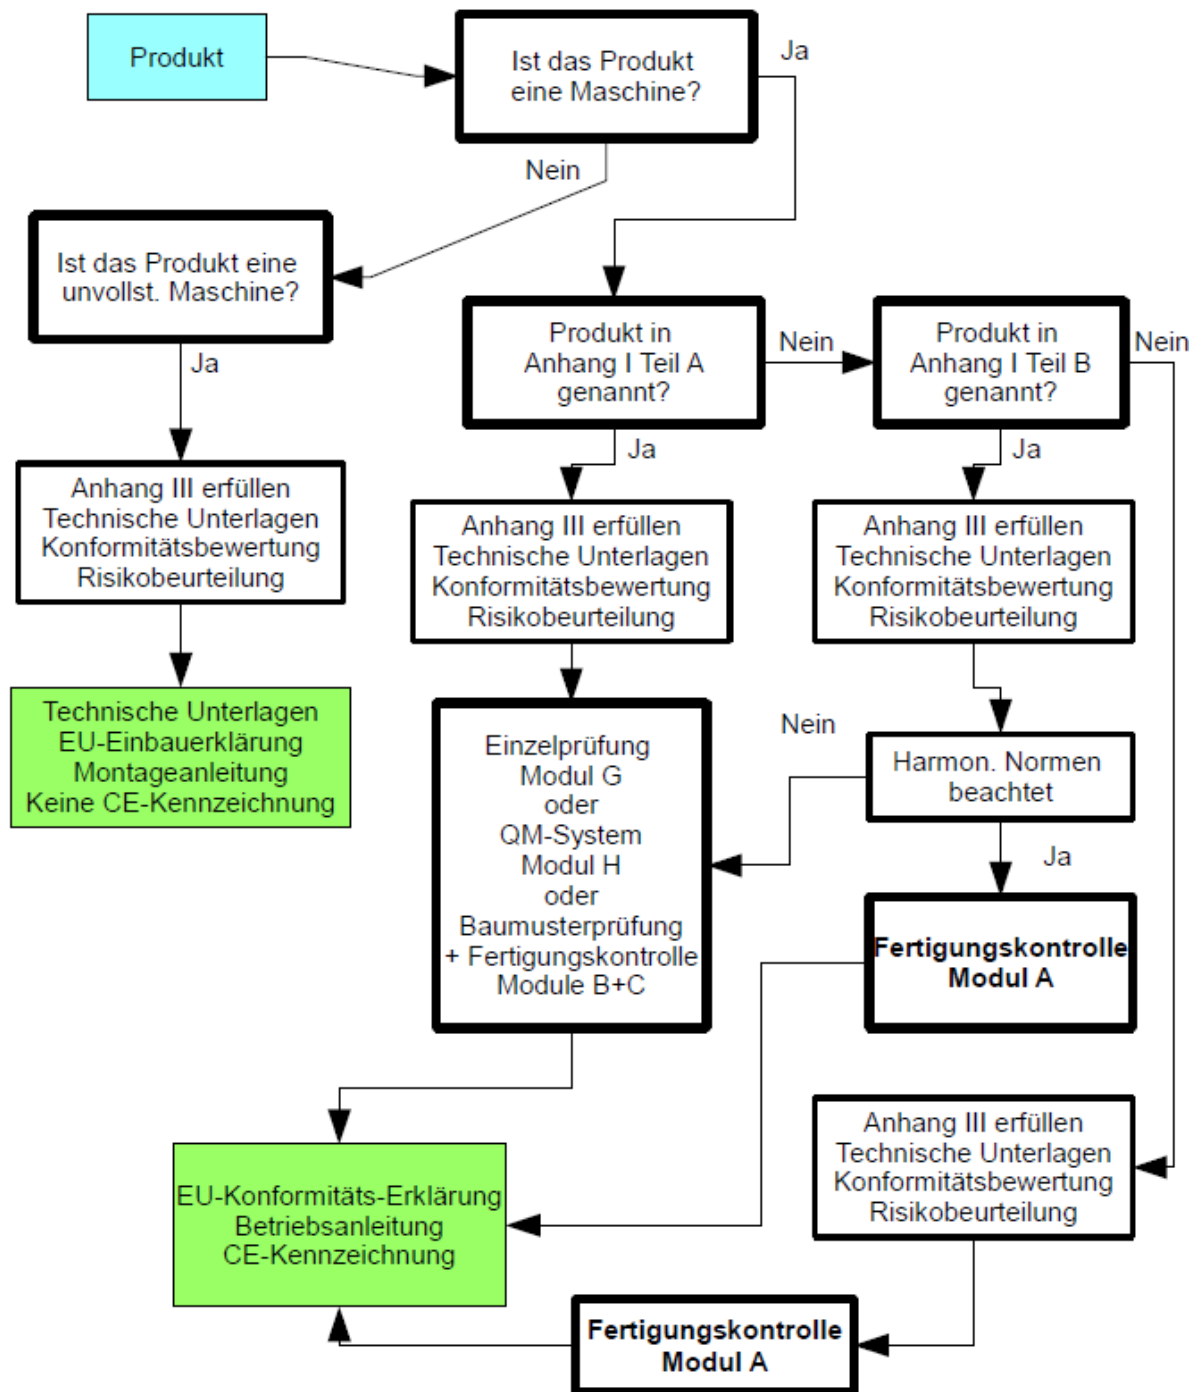 Produkt
Ist das Produkt
eine Maschine?
Ja
Nein
Ist das Produkt eine
unvollst. Maschine?
Ja
Anhang III erfüllen
Technische Unterlagen
Konformitätsbewertung
Risikobeurteilung
Technische Unterlagen
EU-Einbauerklärung
Montageanleitung
Keine CE-Kennzeichnung
Produkt in
Anhang I Teil A
genannt?
Nein
Produkt in
Anhang I Teil B
genannt?
Nein
Ja
Anhang III erfüllen
Technische Unterlagen
Konformitätsbewertung
Risikobeurteilung
Ja
Anhang III erfüllen
Technische Unterlagen
Konformitätsbewertung
Risikobeurteilung
Einzelprüfung
Modul G
oder
QM-System
Modul H
oder
Baumusterprüfung
+ Fertigungskontrolle
Module B+C
Nein
Harmon. Normen
beachtet
Ja
Fertigungskontrolle
Modul A
Anhang III erfüllen
Technische Unterlagen
Konformitätsbewertung
Risikobeurteilung
EU-Konformitäts-Erklärung
Betriebsanleitung
CE-Kennzeichnung
Fertigungskontrolle
Modul A